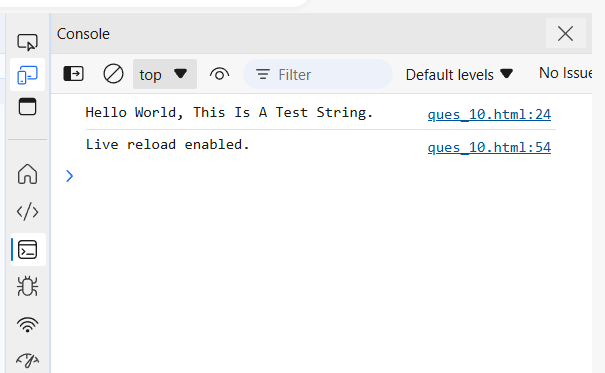 Console
top
Filter
Default levels
No Issue
Hello World, This Is A Test String. ques_10.html:24
Live reload enabled. ques_10.html:54